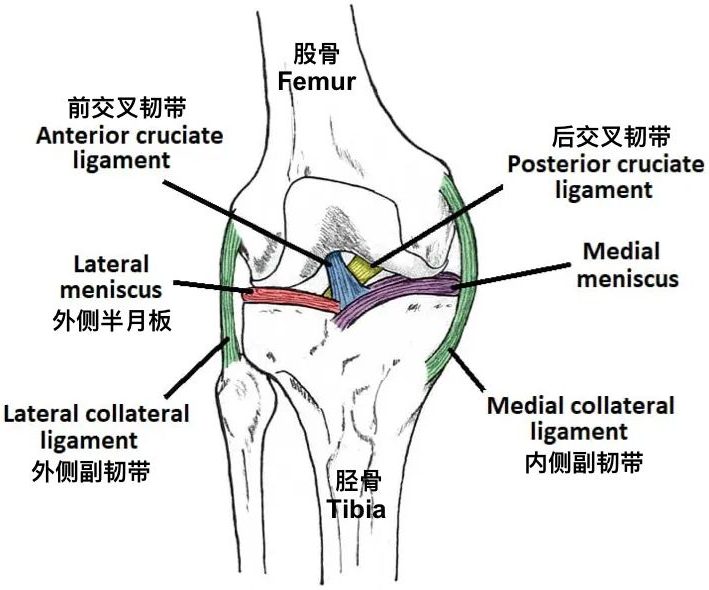 股骨
Femur
前交叉韧带
Anterior cruciate
ligament
后交叉韧带
Posterior cruciate
ligament
Lateral
meniscus
外侧半月板
Medial
meniscus
Lateral collateral
ligament
外侧副韧带
Medial collateral
ligament
内侧副韧带
胫骨
Tibia